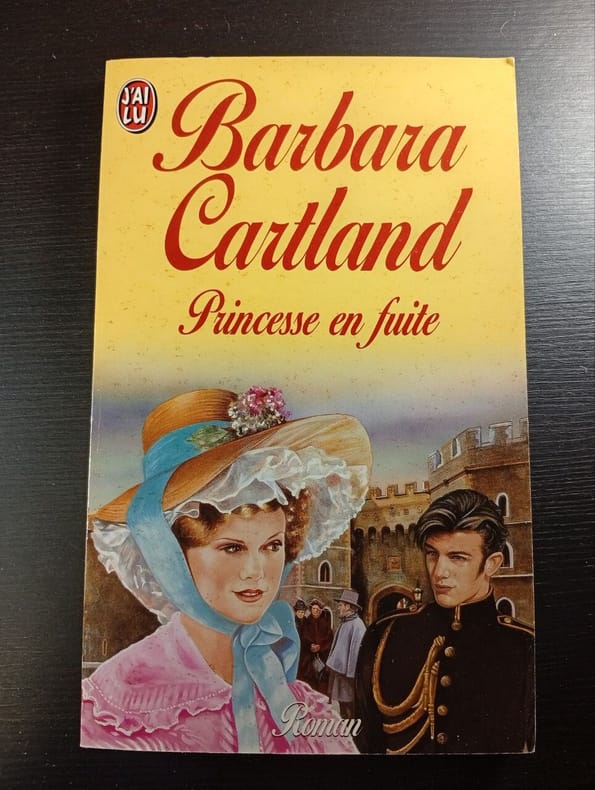 J'AI
LU
Barbara
Cartland
Princesse en fuite
Roman